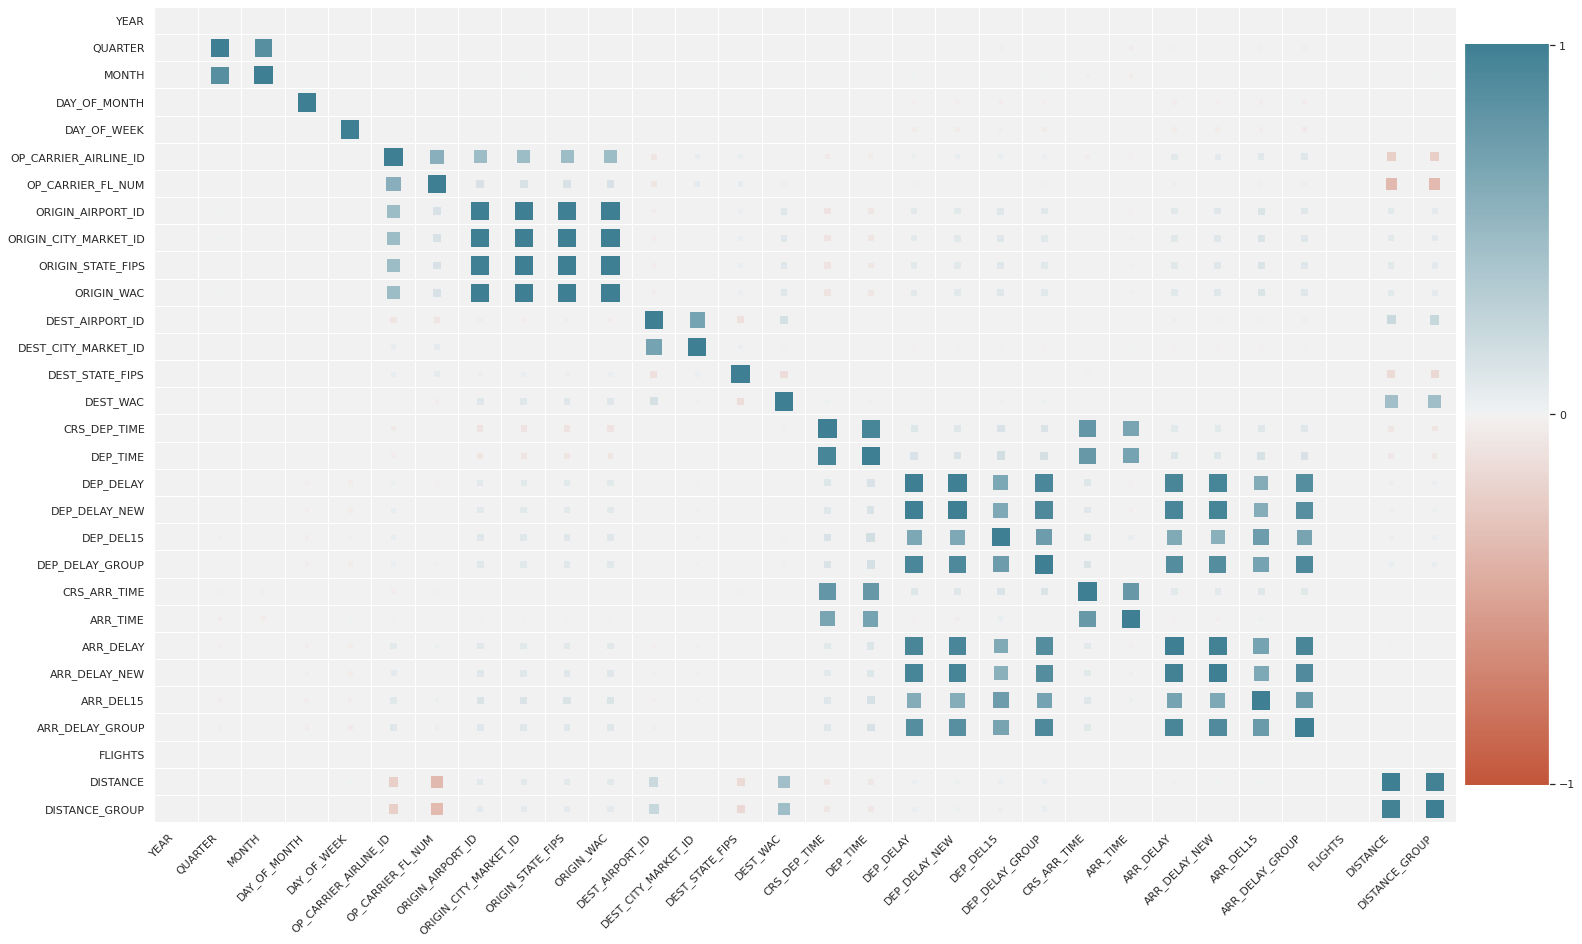 YEAR
QUARTER
MONTH
DAY_OF_MONTH
DAY_OF_WEEK
OP_CARRIER_AIRLINE_ID
OP_CARRIER_FL_NUM
ORIGIN_AIRPORT_ID
ORIGIN_CITY_MARKET_ID
ORIGIN_STATE_FIPS
ORIGIN_WAC
DEST_AIRPORT_ID
DEST_CITY_MARKET_ID
DEST_STATE_FIPS
DEST_WAC
CRS_DEP_TIME
DEP_TIME
DEP_DELAY
DEP_DELAY_NEW
DEP_DEL15
DEP_DELAY_GROUP
CRS_ARR_TIME
ARR_TIME
ARR_DELAY
ARR_DELAY_NEW
ARR_DEL15
ARR_DELAY_GROUP
FLIGHTS
DISTANCE
DISTANCE_GROUP
YEAR
QUARTER
MONTH
DAY_OF_MONTH
DAY_OF_WEEK
OP_CARRIER_AIRLINE_ID
OP_CARRIER_FL_NUM
ORIGIN_AIRPORT_ID
ORIGIN_CITY_MARKET_ID
ORIGIN_STATE_FIPS
ORIGIN_WAC
DEST_AIRPORT_ID
DEST_CITY_MARKET_ID
DEST_STATE_FIPS
DEST_WAC
CRS_DEP_TIME
DEP_TIME
DEP_DELAY
DEP_DELAY_NEW
DEP_DEL15
DEP_DELAY_GROUP
CRS_ARR_TIME
ARR_TIME
ARR_DELAY
ARR_DELAY_NEW
ARR_DEL15
ARR_DELAY_GROUP
FLIGHTS
DISTANCE
DISTANCE_GROUP
1
0
−1